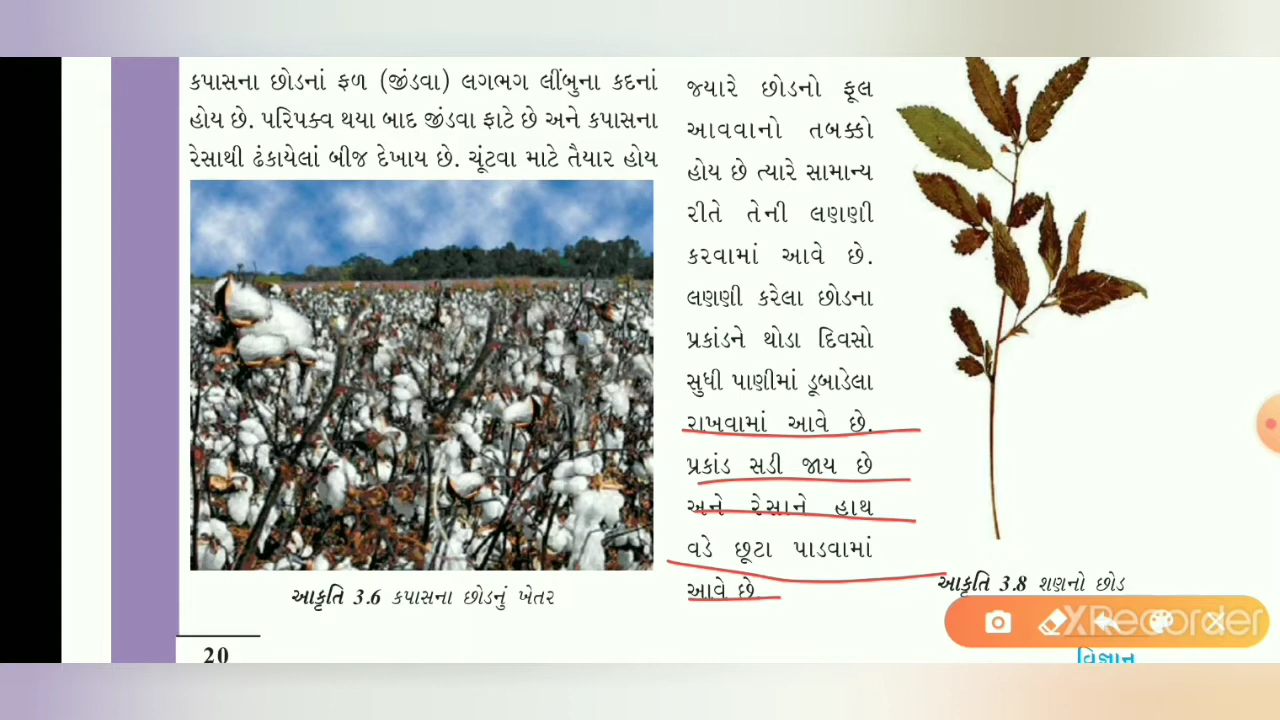 કપાસના છોડનાં ફળ (જીંડવા) લગભગ લીંબુના કદનાં
હોય છે. પરિપક્વ થયા બાદ જીંડવા ફાટે છે અને કપાસના
રેસાથી ઢંકાયેલાં બીજ દેખાય છે. ચૂંટવા માટે તૈયાર હોય
આકૃતિ 3.6 કપાસના છોડનું ખેતર
જ્યારે છોડનો ફૂલ
આવવાનો તબક્કો
હોય છે ત્યારે સામાન્ય
રીતે તેની લણણી
કરવામાં આવે છે.
લણણી કરેલા છોડના
પ્રકાંડને થોડા દિવસો
સુધી પાણીમાં ડૂબાડેલા
રાખવામાં આવે છે.
પ્રકાંડ સડી જાય છે
અને રેસાને હાથ
વડે છૂટા પાડવામાં
આવે છે.
આકૃતિ 3.8 શણનો છોડ
XRecorder
20
વિજ્ઞાન